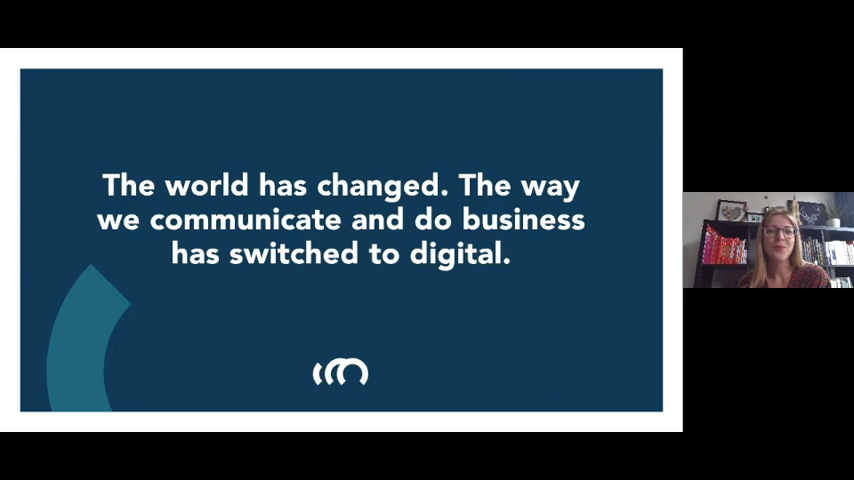 The world has changed. The way
we communicate and do business
has switched to digital.